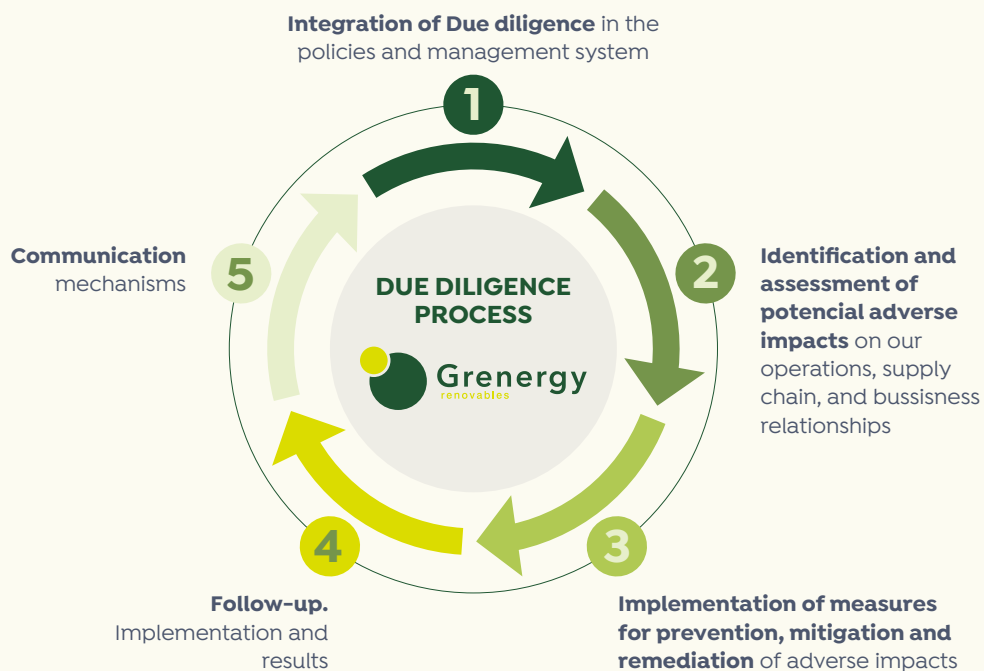 Integration of Due diligence in the
policies and management system
1
2
Identification and
assessment of
potencial adverse
impacts on our
operations, supply
chain, and bussisness
relationships
3
Implementation of measures
for prevention, mitigation and
remediation of adverse impacts
4
Follow-up.
Implementation and
results
5
Communication
mechanisms
DUE DILIGENCE
PROCESS
Grenergy
renovables